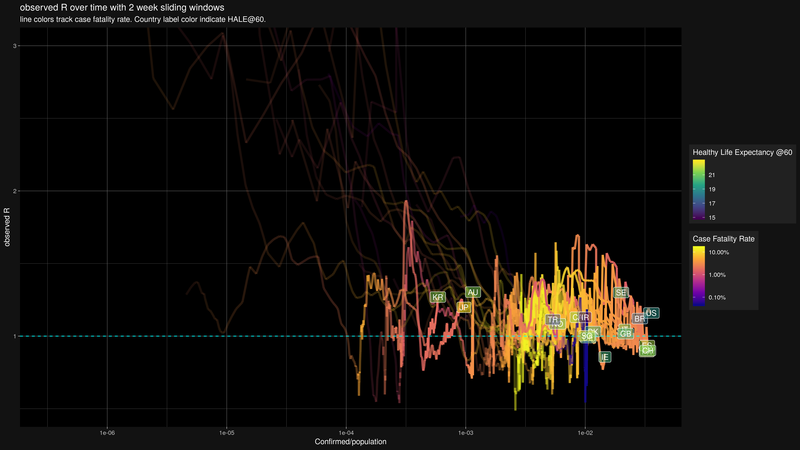 observed R over time with 2 week sliding windows
line colors track case fatality rate. Country label color indicate HALE@60.
3
2
1
observed R
KR
AU
JP
TR
IR
SE
US
BR
GB
IE
CH
1e-06
1e-05
1e-04
1e-03
1e-02
Confirmed/population
Healthy Life Expectancy @60
21
19
17
15
Case Fatality Rate
10.00%
1.00%
0.10%